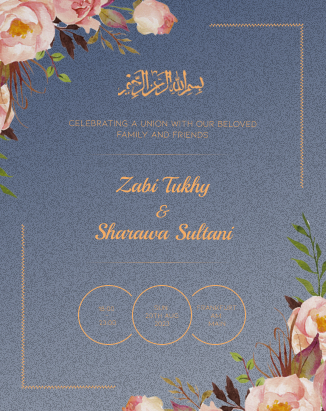 بسم الله الرحمن الرحيم
CELEBRATING A UNION WITH OUR BELOVED
FAMILY AND FRIENDS
Zabi Tukhy
&
Sharawa Sultani